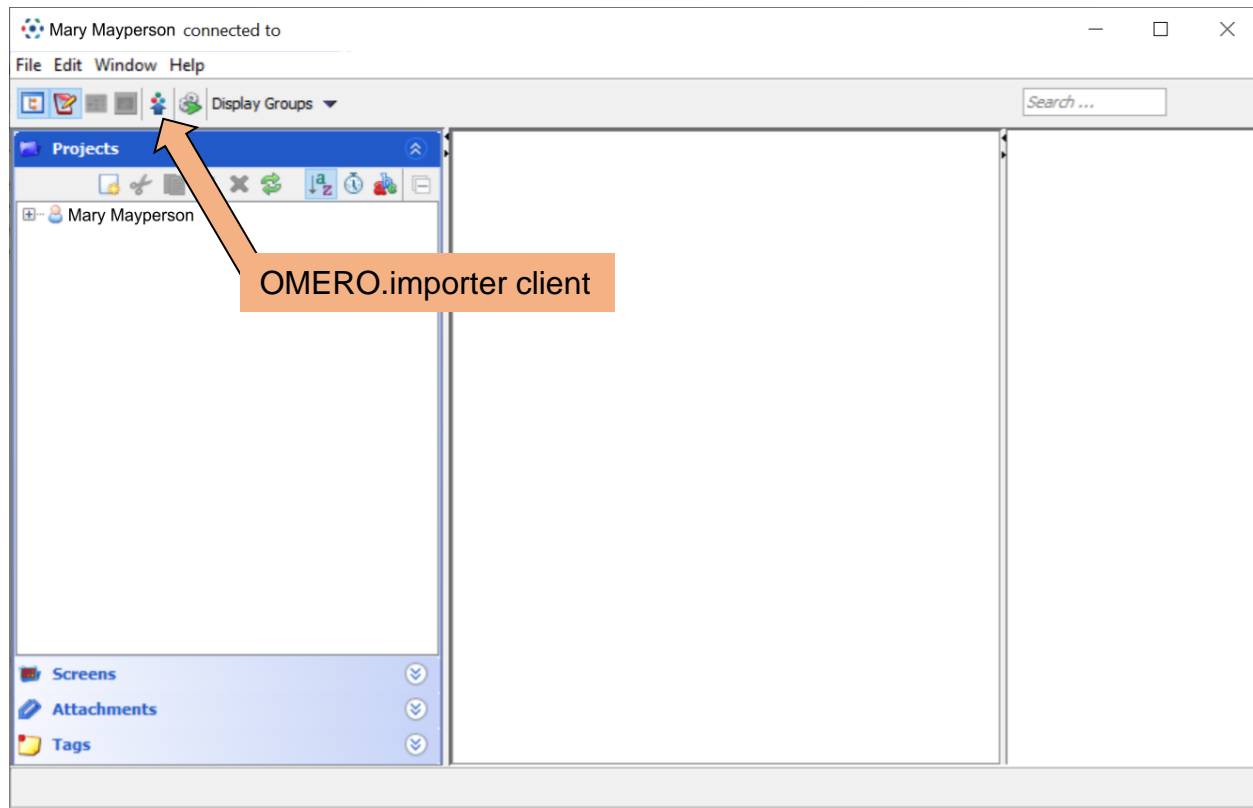 Mary Mayperson connected to
File Edit Window Help
Display Groups
Search ...
Projects
Mary Mayperson
OMERO.importer client
Screens
Attachments
Tags